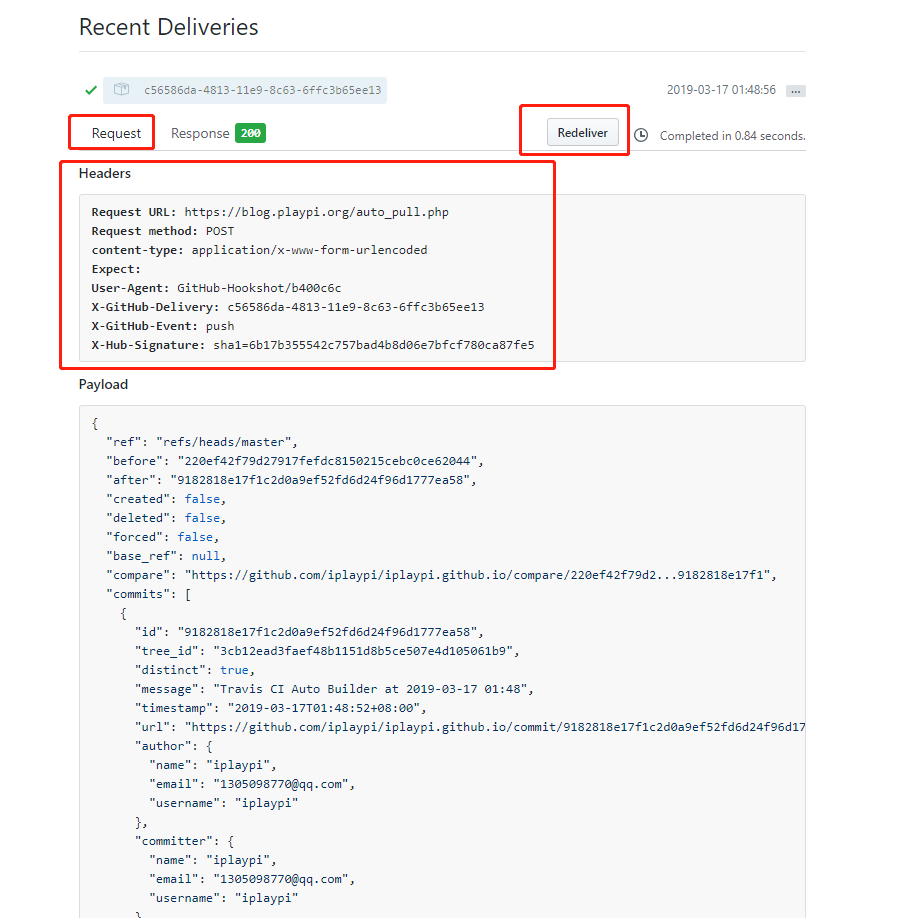 Recent Deliveries
c56586da-4813-11e9-8c63-6ffc3b65ee13 2019-03-17 01:48:56 ...
Request Response 200 Redeliver Completed in 0.84 seconds.
Headers
Request URL: https://blog.playpi.org/auto_pull.php
Request method: POST
content-type: application/x-www-form-urlencoded
Expect:
User-Agent: GitHub-Hookshot/b400c6c
X-GitHub-Delivery: c56586da-4813-11e9-8c63-6ffc3b65ee13
X-GitHub-Event: push
X-Hub-Signature: sha1=6b17b355542c757bad4b8d06e7bfcf780ca87fe5
Payload
{
"ref": "refs/heads/master",
"before": "220ef42f79d27917fefdc8150215cebc0ce62044",
"after": "9182818e17f1c2d0a9ef52fd6d24f96d1777ea58",
"created": false,
"deleted": false,
"forced": false,
"base_ref": null,
"compare": "https://github.com/iplaypi/iplaypi.github.io/compare/220ef42f79d2...9182818e17f1",
"commits": [
{
"id": "9182818e17f1c2d0a9ef52fd6d24f96d1777ea58",
"tree_id": "3cb12ead3faef48b1151d8b5ce507e4d105061b9",
"distinct": true,
"message": "Travis CI Auto Builder at 2019-03-17 01:48",
"timestamp": "2019-03-17T01:48:52+08:00",
"url": "https://github.com/iplaypi/iplaypi.github.io/commit/9182818e17f1c2d0a9ef52fd6d24f96d17
"author": {
"name": "iplaypi",
"email": "1305098770@qq.com",
"username": "iplaypi"
},
"committer": {
"name": "iplaypi",
"email": "1305098770@qq.com",
"username": "iplaypi"
}